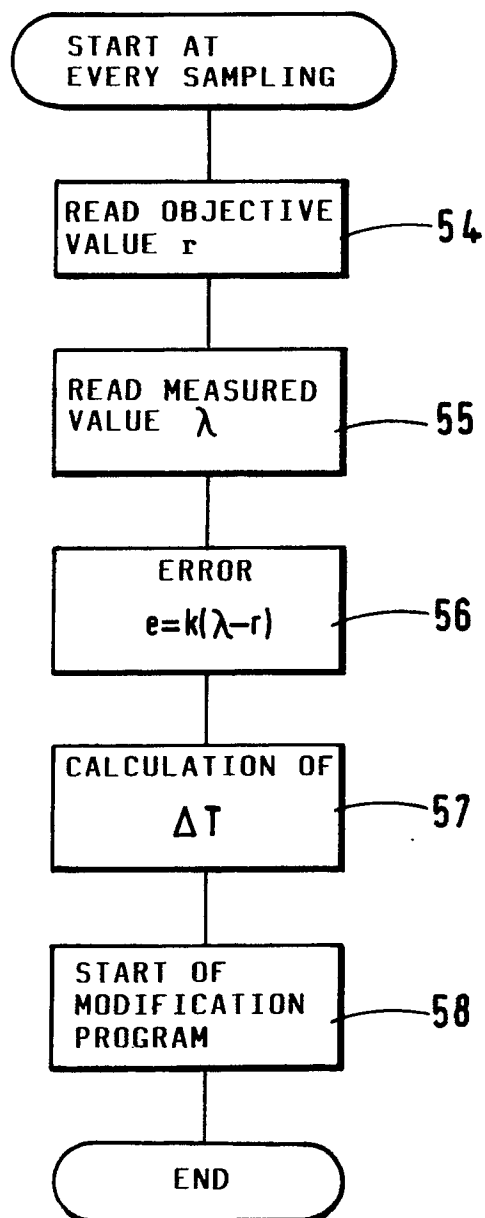 START AT
EVERY SAMPLING
READ OBJECTIVE
VALUE r
54
READ MEASURED
VALUE λ
55
ERROR
e=k(λ-r)
56
CALCULATION OF
ΔT
57
START OF
MODIFICATION
PROGRAM
58
END